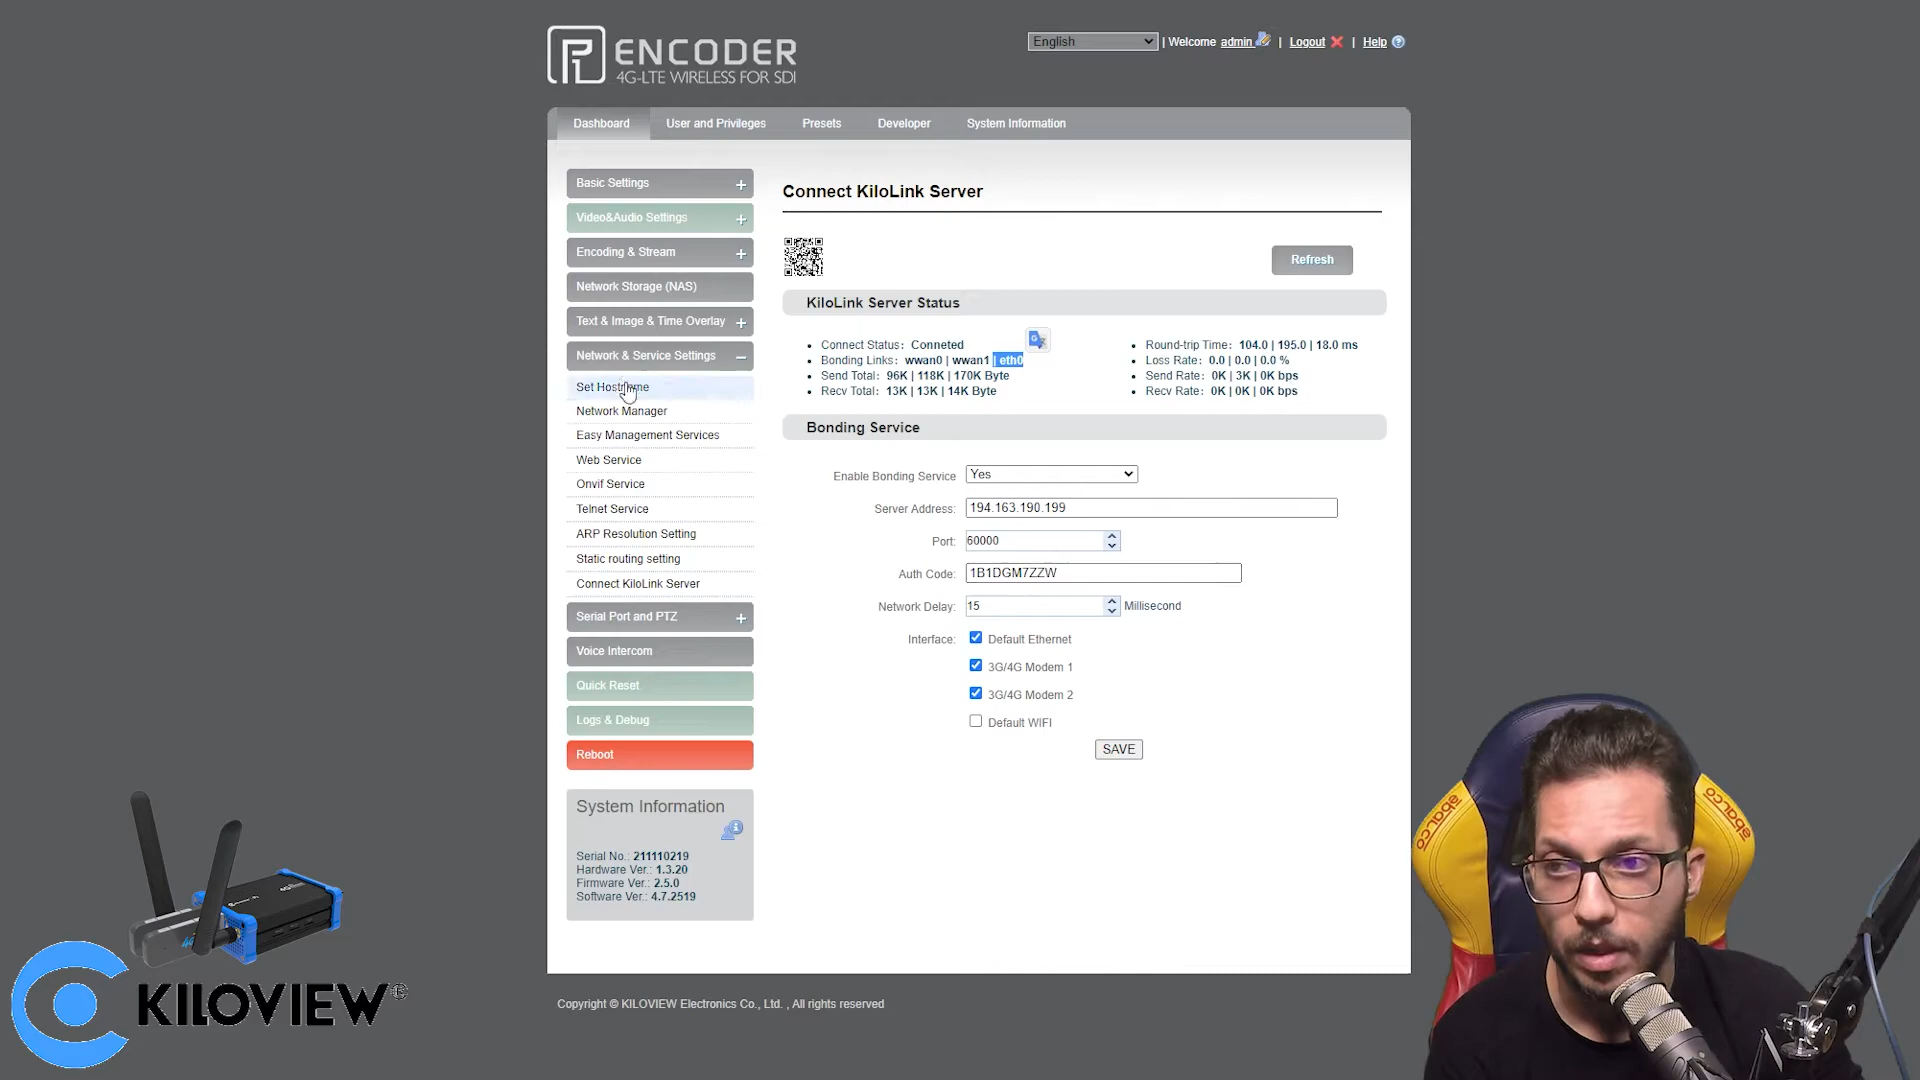 ENCODER
4G-LTE WIRELESS FOR SDI
English | Welcome admin | Logout | Help
Dashboard User and Privileges Presets Developer System Information
Basic Settings
Video&Audio Settings
Encoding & Stream
Network Storage (NAS)
Text & Image & Time Overlay
Network & Service Settings
Network Manager
Easy Management Services
Web Service
Onvif Service
Telnet Service
ARP Resolution Setting
Static routing setting
Connect KiloLink Server
Serial Port and PTZ
Voice Intercom
Quick Reset
Logs & Debug
Reboot
System Information
Serial No.: 211110219
Hardware Ver.: 1.3.20
Firmware Ver.: 2.5.0
Software Ver.: 4.7.2519
Connect KiloLink Server
Refresh
KiloLink Server Status
Connect Status: Conneted
Bonding Links: wwan0 | wwan1 | eth0
Send Total: 96K | 118K | 170K Byte
Recv Total: 13K | 13K | 14K Byte
Round-trip Time: 104.0 | 195.0 | 18.0 ms
Loss Rate: 0.0 | 0.0 | 0.0 %
Send Rate: 0K | 3K | 0K bps
Recv Rate: 0K | 0K | 0K bps
Bonding Service
Enable Bonding Service Yes
Server Address: 194.163.190.199
Port: 60000
Auth Code: 1B1DGM7ZZW
Network Delay: 15 Millisecond
Interface: Default Ethernet
3G/4G Modem 1
3G/4G Modem 2
Default WIFI
SAVE
Copyright © KILOVIEW Electronics Co., Ltd. , All rights reserved
KILOVIEW®
sparco
sparco